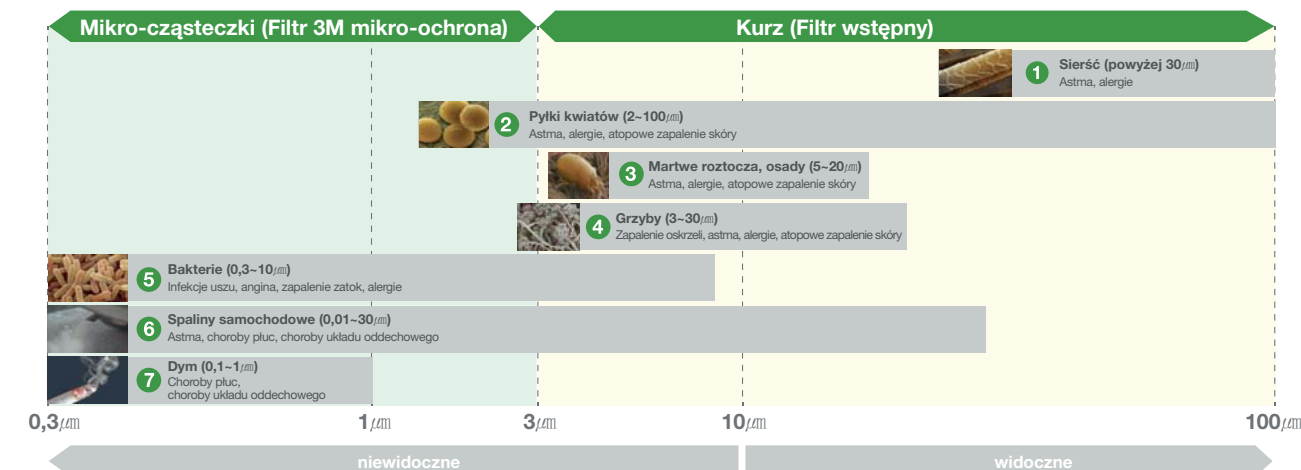 Mikro-cząsteczki (Filtr 3M mikro-ochrona)
Kurz (Filtr wstępny)
1
Sierść (powyżej 30㎛)
Astma, alergie
2
Pyłki kwiatów (2~100㎛)
Astma, alergie, atopowe zapalenie skóry
3
Martwe roztocza, osady (5~20㎛)
Astma, alergie, atopowe zapalenie skóry
4
Grzyby (3~30㎛)
Zapalenie oskrzeli, astma, alergie, atopowe zapalenie skóry
5
Bakterie (0,3~10㎛)
Infekcje uszu, angina, zapalenie zatok, alergie
6
Spaliny samochodowe (0,01~30㎛)
Astma, choroby płuc, choroby układu oddechowego
7
Dym (0,1~1㎛)
Choroby płuc,
choroby układu oddechowego
0,3㎛ 1㎛ 3㎛ 10㎛ 100㎛
niewidoczne widoczne